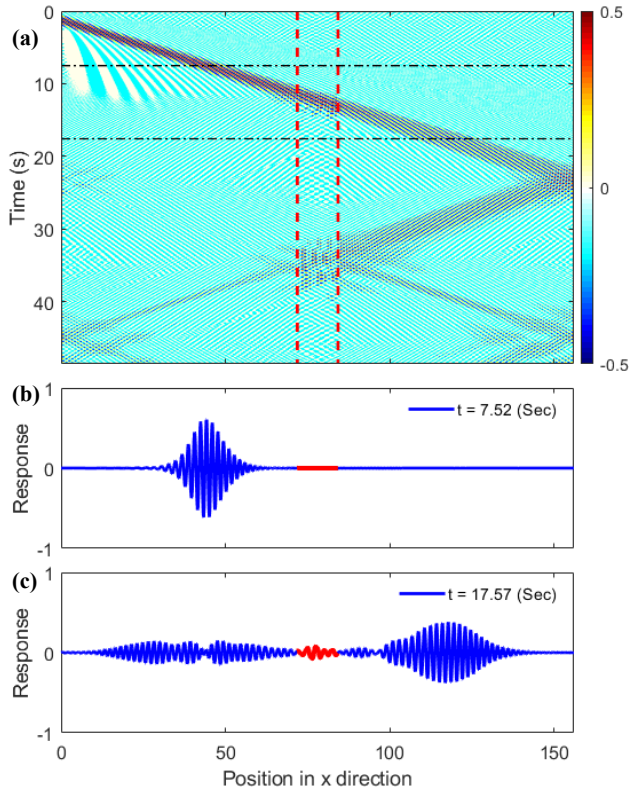 (a)
0
10
20
30
40
Time (s)
0.5
0
-0.5
(b)
1
0
-1
Response
t = 7.52 (Sec)
(c)
1
0
-1
Response
t = 17.57 (Sec)
0
50
100
150
Position in x direction